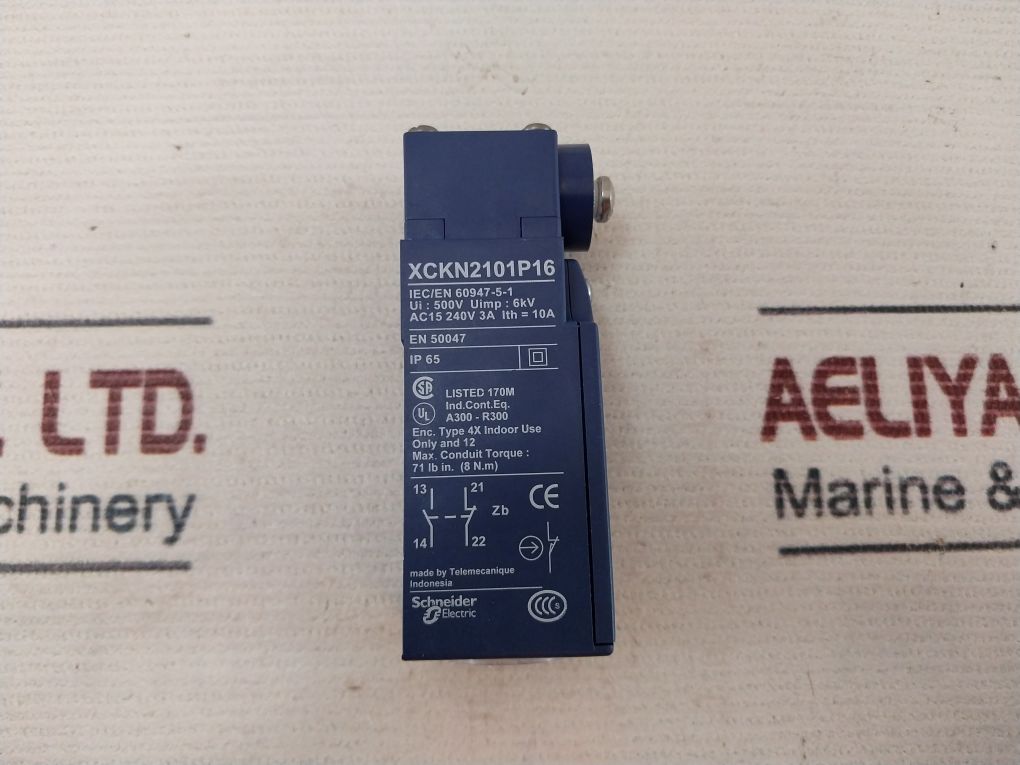 XCKN2101P16
IEC/EN 60947-5-1
Ui : 500V Uimp : 6kV
AC15 240V 3A Ith = 10A
EN 50047
IP 65
LISTED 170M
Ind.Cont.Eq.
A300 - R300
Enc. Type 4X Indoor Use
Only and 12
Max. Conduit Torque :
71 lb in. (8 N.m)
13 21
Zb
14 22
CE
made by Telemecanique
Indonesia
Schneider
Electric
CSA
UL
CCC S
. LTD.
chinery
AELIYA
Marine &